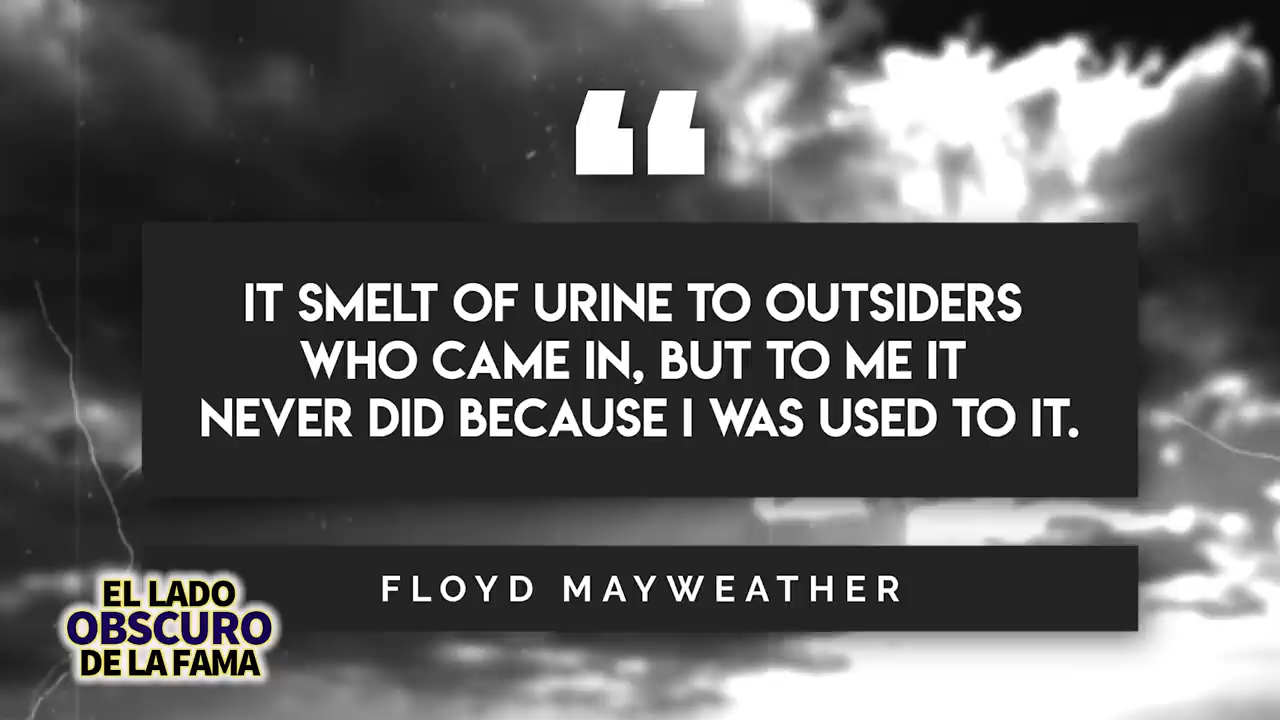 “
IT SMELT OF URINE TO OUTSIDERS
WHO CAME IN, BUT TO ME IT
NEVER DID BECAUSE I WAS USED TO IT.
FLOYD MAYWEATHER
EL LADO
OBSCURO
DE LA FAMA